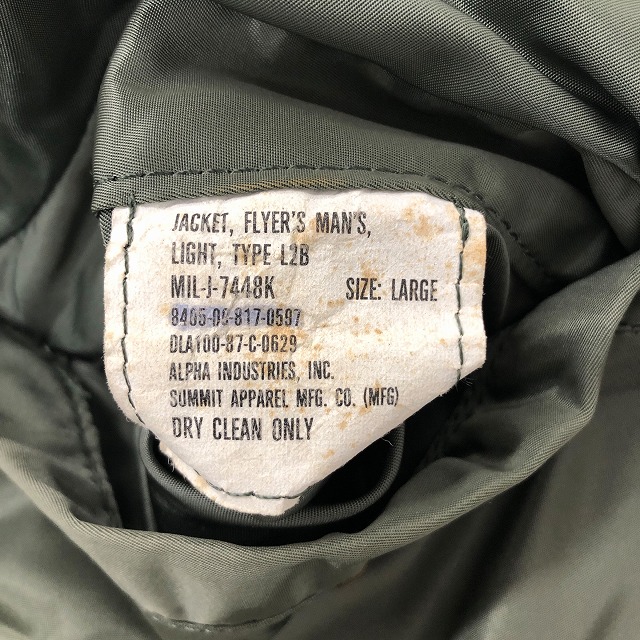 JACKET, FLYER'S MAN'S,
LIGHT, TYPE L2B
MIL-J-7448K SIZE: LARGE
8405-00-817-0597
DLA100-87-C-0629
ALPHA INDUSTRIES, INC.
SUMMIT APPAREL MFG. CO. (MFG)
DRY CLEAN ONLY